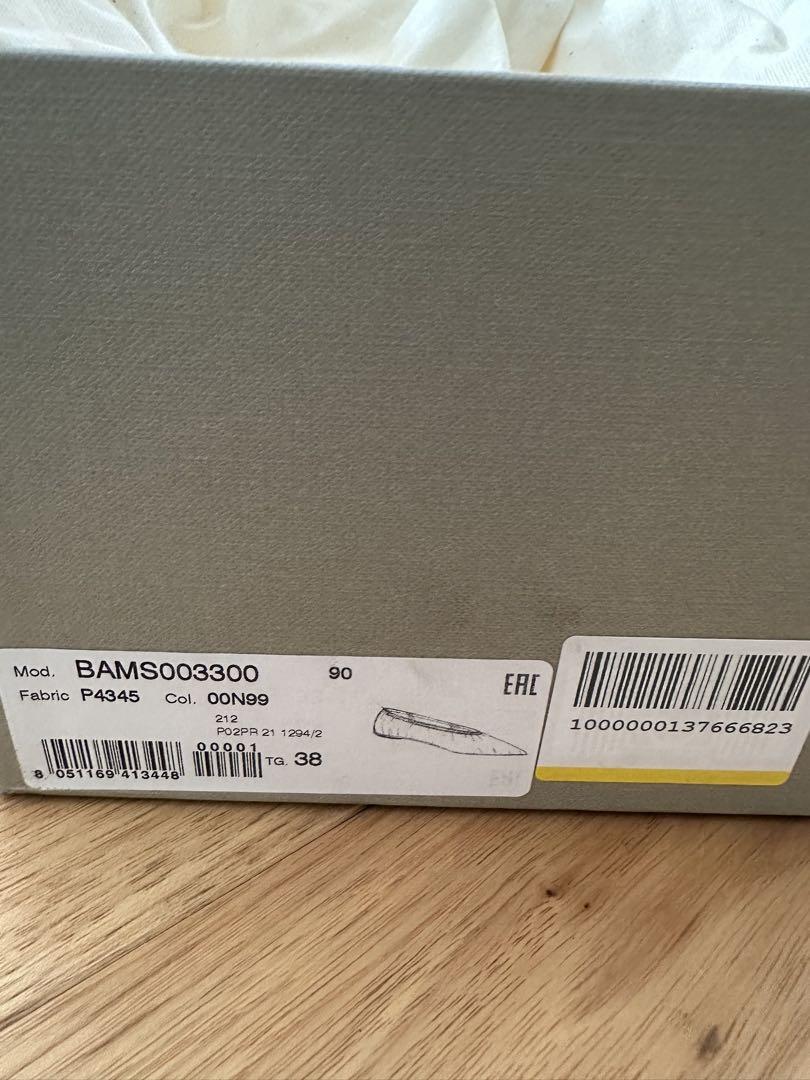 Mod. BAMS003300 90
Fabric P4345 Col. 00N99
212
P02PR 21 1294/2
00001
8 051169 413448
TG. 38
EAC
1000000137666823